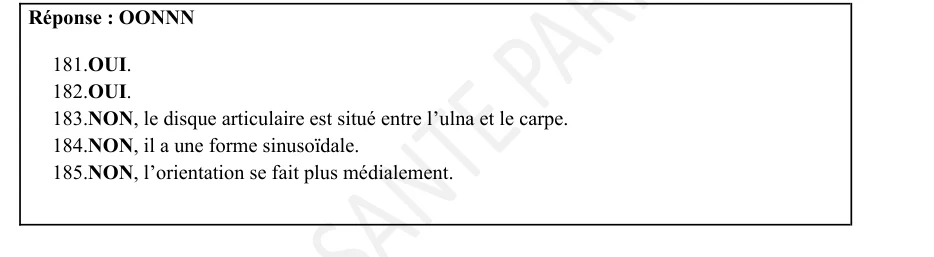 Réponse : OONNN
181.OUI.
182.OUI.
183.NON, le disque articulaire est situé entre l’ulna et le carpe.
184.NON, il a une forme sinusoïdale.
185.NON, l’orientation se fait plus médialement.
SANTE